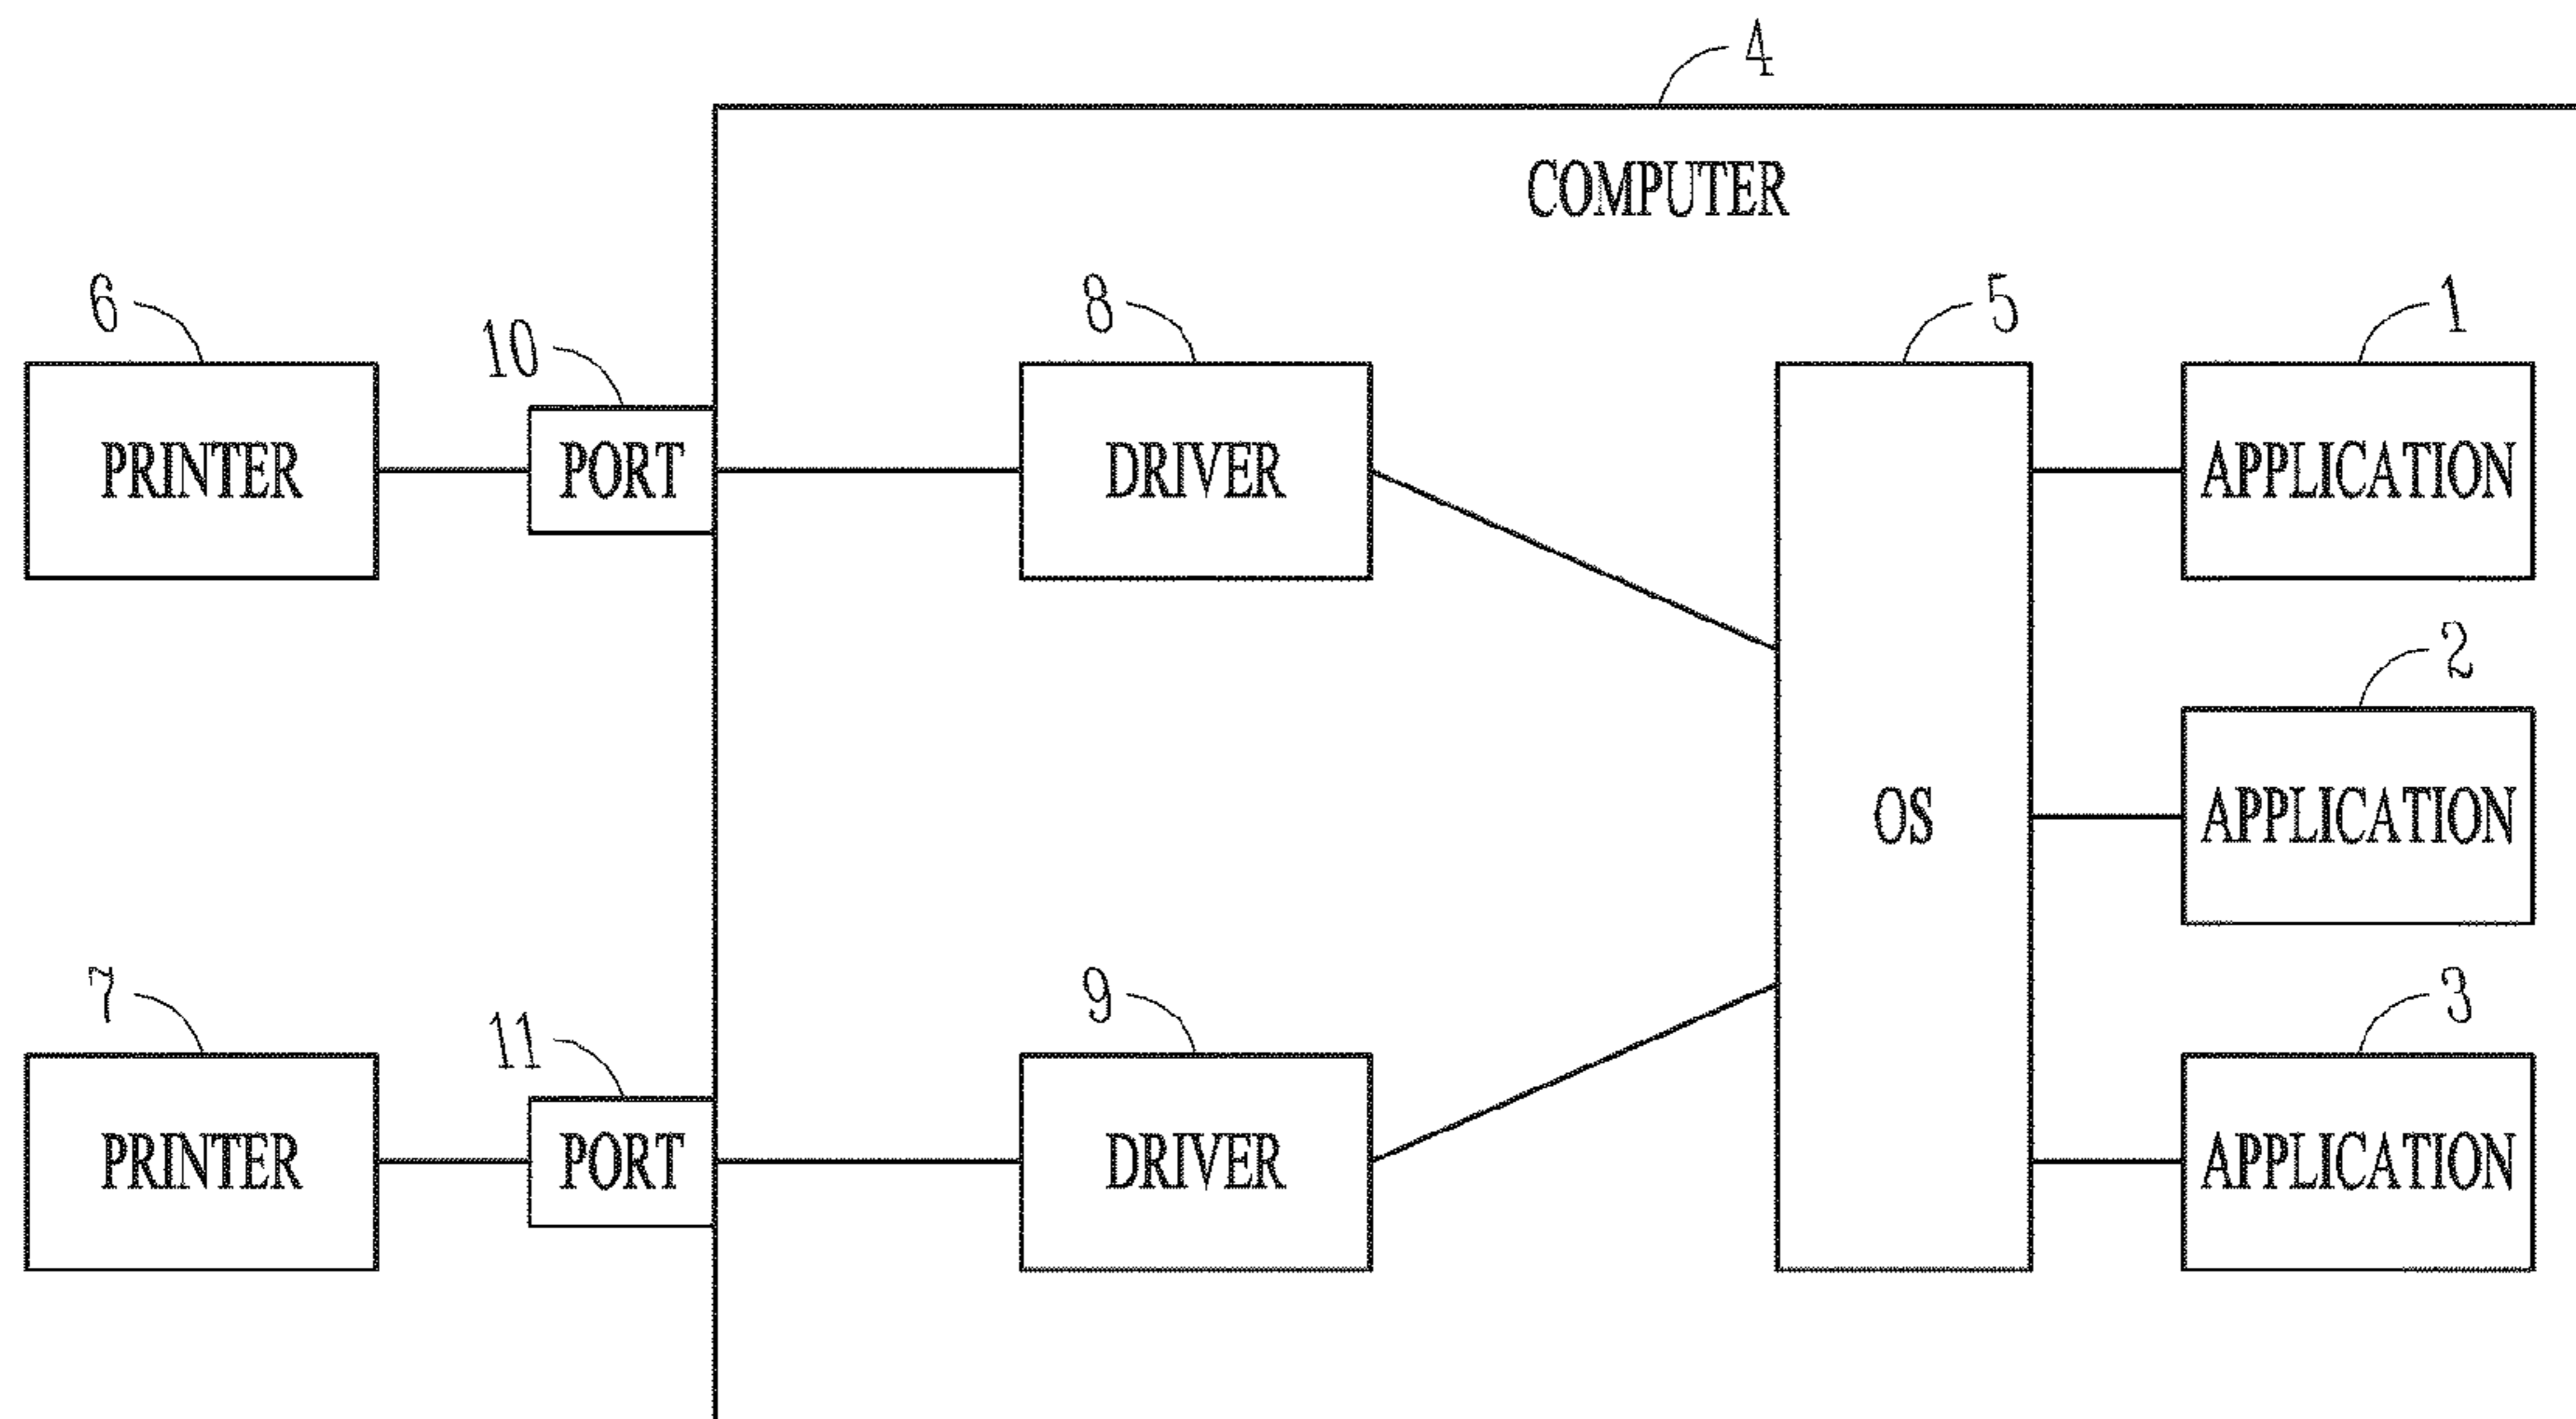 4
COMPUTER
6
10
8
5
1
PRINTER
PORT
DRIVER
APPLICATION
2
OS
APPLICATION
7
11
9
3
PRINTER
PORT
DRIVER
APPLICATION